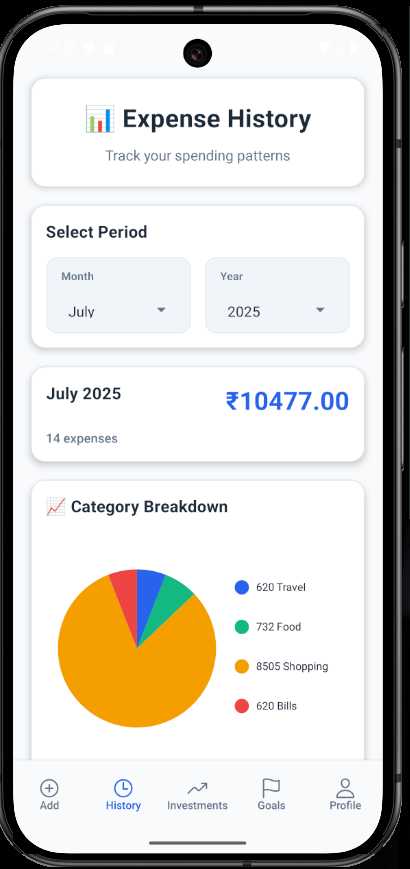 📊 Expense History
Track your spending patterns
Select Period
Month
July
Year
2025
July 2025
₹10477.00
14 expenses
📈 Category Breakdown
620 Travel
732 Food
8505 Shopping
620 Bills
Add
History
Investments
Goals
Profile